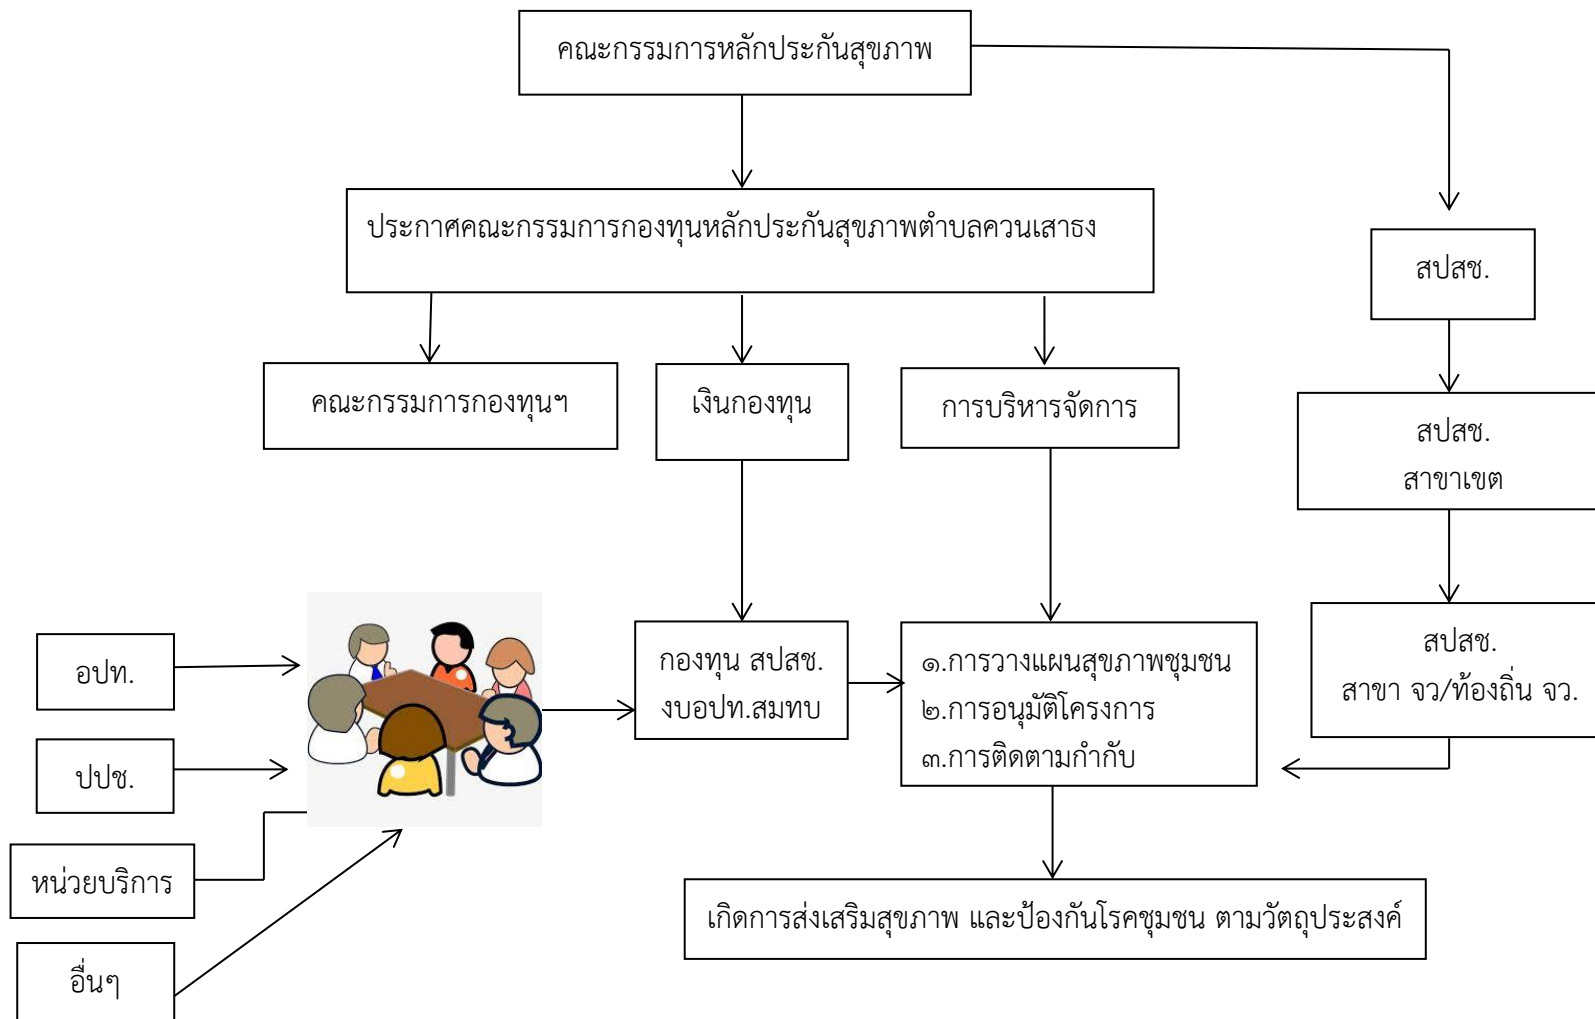 คณะกรรมการหลักประกันสุขภาพ
ประกาศคณะกรรมการกองทุนหลักประกันสุขภาพตำบลควนเสาธง
สปสช.
คณะกรรมการกองทุนฯ
เงินกองทุน
การบริหารจัดการ
สปสช.
สาขาเขต
อปท.
ปปช.
หน่วยบริการ
อื่นๆ
กองทุน สปสช.
งบอปท.สมทบ
๑.การวางแผนสุขภาพชุมชน
๒.การอนุมัติโครงการ
๓.การติดตามกำกับ
สปสช.
สาขา จว/ท้องถิ่น จว.
เกิดการส่งเสริมสุขภาพ และป้องกันโรคชุมชน ตามวัตถุประสงค์